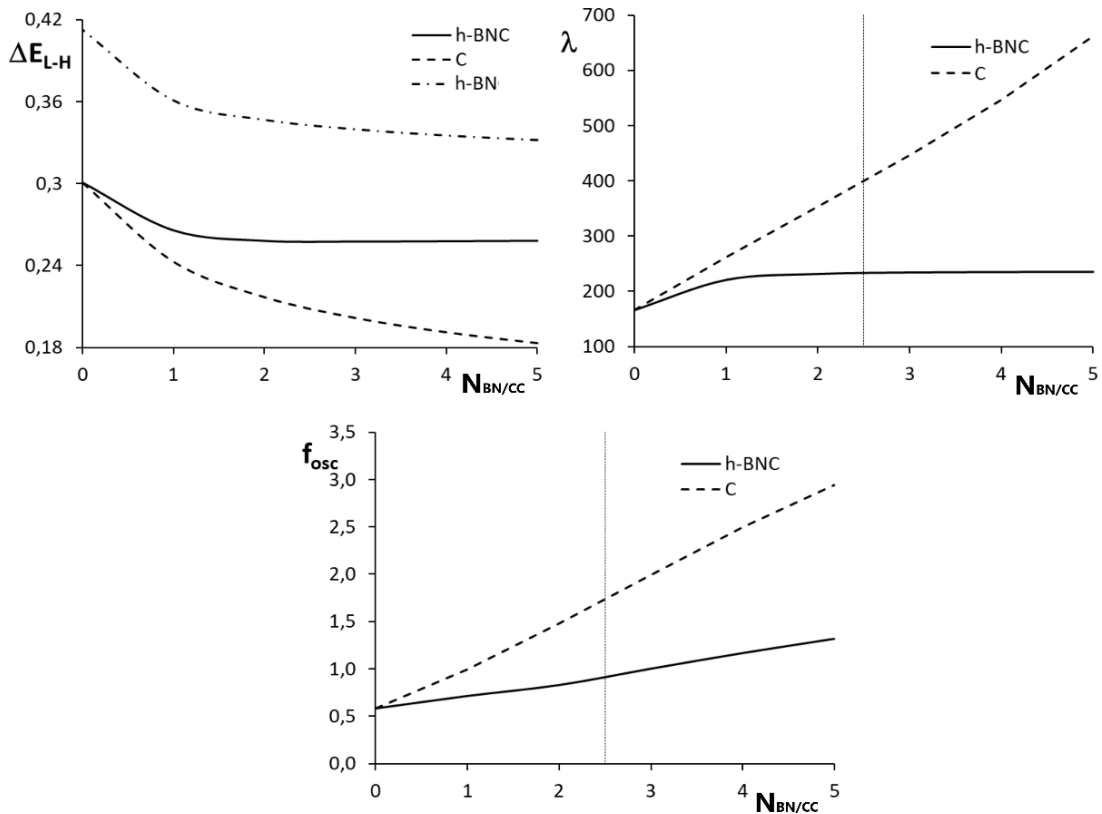 0,42
ΔE_L-H
0,36
0,3
0,24
0,18
h-BNC
C
h-BN
0 1 2 3 4 5
N_BN/CC
700
λ
600
500
400
300
200
100
h-BNC
C
0 1 2 3 4 5
N_BN/CC
3,5
f_osc
3,0
2,5
2,0
1,5
1,0
0,5
0,0
h-BNC
C
0 1 2 3 4 5
N_BN/CC